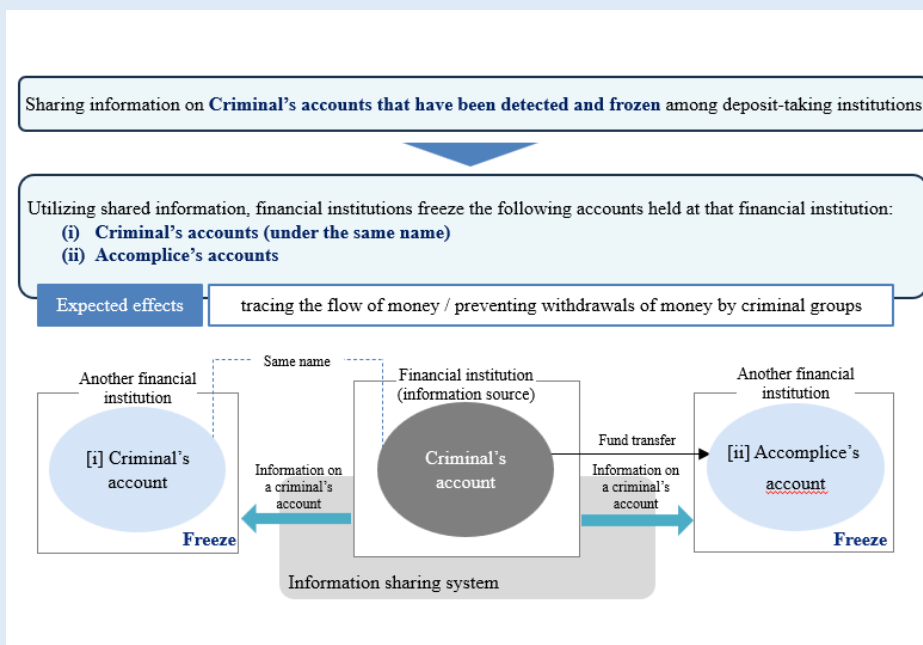 Sharing information on Criminal's accounts that have been detected and frozen among deposit-taking institutions
Utilizing shared information, financial institutions freeze the following accounts held at that financial institution:
(i) Criminal's accounts (under the same name)
(ii) Accomplice's accounts
Expected effects
tracing the flow of money / preventing withdrawals of money by criminal groups
Same name
Another financial
institution
[i] Criminal's
account
Freeze
Information on
a criminal's
account
Financial institution
(information source)
Criminal's
account
Fund transfer
Information on
a criminal's
account
Another financial
institution
[ii] Accomplice's
account
Freeze
Information sharing system